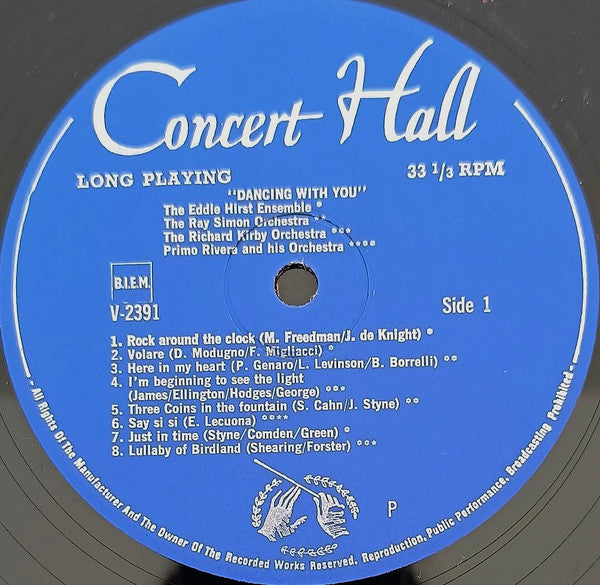 Concert Hall
LONG PLAYING
33 1/3 RPM
"DANCING WITH YOU"
The Eddie Hirst Ensemble *
The Ray Simon Orchestra **
The Richard Kirby Orchestra ***
Primo Rivera and his Orchestra ****
B.I.E.M.
V-2391
Side 1
1. Rock around the clock (M. Freedman/J. de Knight) *
2. Volare (D. Modugno/F. Migliacci) *
3. Here in my heart (P. Genaro/L. Levinson/B. Borrelli) **
4. I'm beginning to see the light
(James/Ellington/Hodges/George) ***
5. Three Coins in the fountain (S. Cahn/J. Styne) **
6. Say si si (E. Lecuona) ****
7. Just in time (Styne/Comden/Green) *
8. Lullaby of Birdland (Shearing/Forster) ***
P
- All Rights Of The Manufacturer And The Owner Of The Recorded Works Reserved. Reproduction, Public Performance, Broadcasting Prohibited -